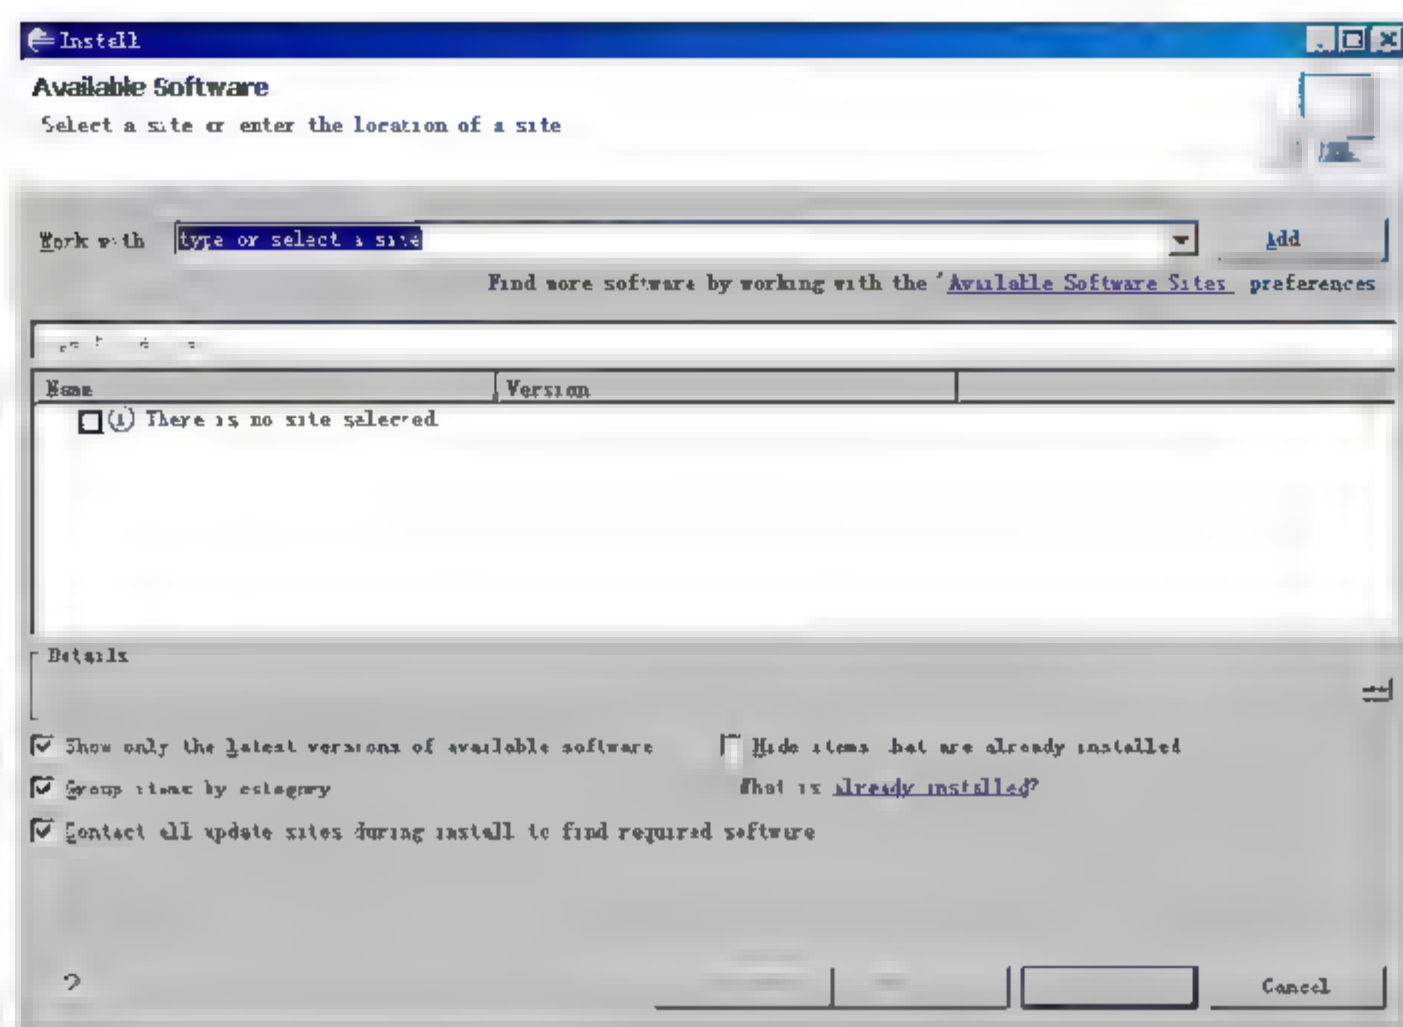 Install
Available Software
Select a site or enter the location of a site
Work with type or select a site Add
Find more software by working with the 'Available Software Sites preferences
Name Version
There is no site selected
Details
Show only the latest versions of available software Hide items that are already installed
Group items by category What is already installed?
Contact all update sites during install to find required software
? Cancel